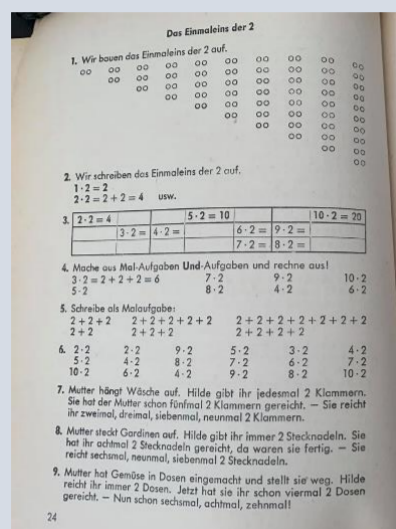 Das Einmaleins der 2
1. Wir bauen das Einmaleins der 2 auf.
2. Wir schreiben das Einmaleins der 2 auf.
1 · 2 = 2
2 · 2 = 2 + 2 = 4 usw.
3. 2 · 2 = 4 5 · 2 = 10 10 · 2 = 20
3 · 2 = 4 · 2 = 6 · 2 = 9 · 2 =
7 · 2 = 8 · 2 =
4. Mache aus Mal-Aufgaben Und-Aufgaben und rechne aus!
3 · 2 = 2 + 2 + 2 = 6 7 · 2 9 · 2 10 · 2
5 · 2 8 · 2 4 · 2 6 · 2
5. Schreibe als Malaufgabe:
2 + 2 + 2 2 + 2 + 2 + 2 + 2 2 + 2 + 2 + 2 + 2 + 2 + 2
2 + 2 2 + 2 + 2 2 + 2 + 2 + 2
6. 2 · 2 2 · 2 9 · 2 5 · 2 3 · 2 4 · 2
5 · 2 4 · 2 8 · 2 7 · 2 6 · 2 7 · 2
10 · 2 6 · 2 4 · 2 9 · 2 8 · 2 10 · 2
7. Mutter hängt Wäsche auf. Hilde gibt ihr jedesmal 2 Klammern.
Sie hat der Mutter schon fünfmal 2 Klammern gereicht. — Sie reicht
ihr zweimal, dreimal, siebenmal, neunmal 2 Klammern.
8. Mutter steckt Gardinen auf. Hilde gibt ihr immer 2 Stecknadeln. Sie
hat ihr achtmal 2 Stecknadeln gereicht, da waren sie fertig. — Sie
reicht sechsmal, neunmal, siebenmal 2 Stecknadeln.
9. Mutter hat Gemüse in Dosen eingemacht und stellt sie weg. Hilde
reicht ihr immer 2 Dosen. Jetzt hat sie ihr schon viermal 2 Dosen
gereicht. — Nun schon sechsmal, achtmal, zehnmal!
24